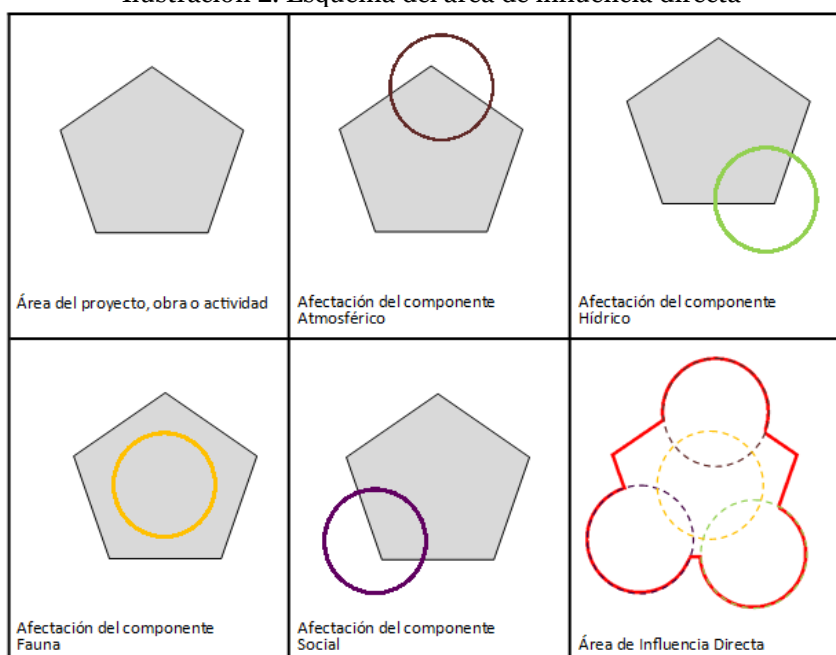 Ilustración 2. Esquema del área de influencia directa
Área del proyecto, obra o actividad
Afectación del componente
Atmosférico
Afectación del componente
Hídrico
Afectación del componente
Fauna
Afectación del componente
Social
Área de Influencia Directa